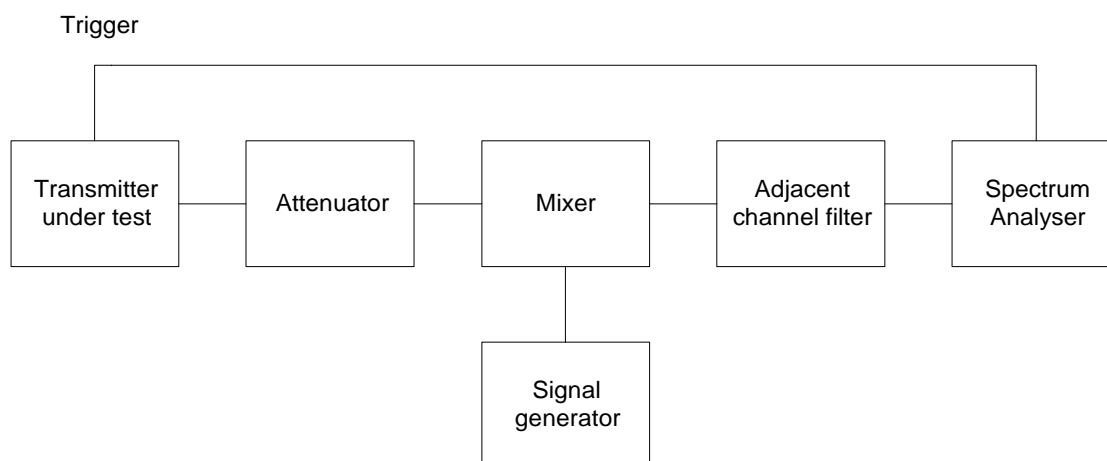 Trigger
Transmitter
under test
Attenuator
Mixer
Adjacent
channel filter
Spectrum
Analyser
Signal
generator